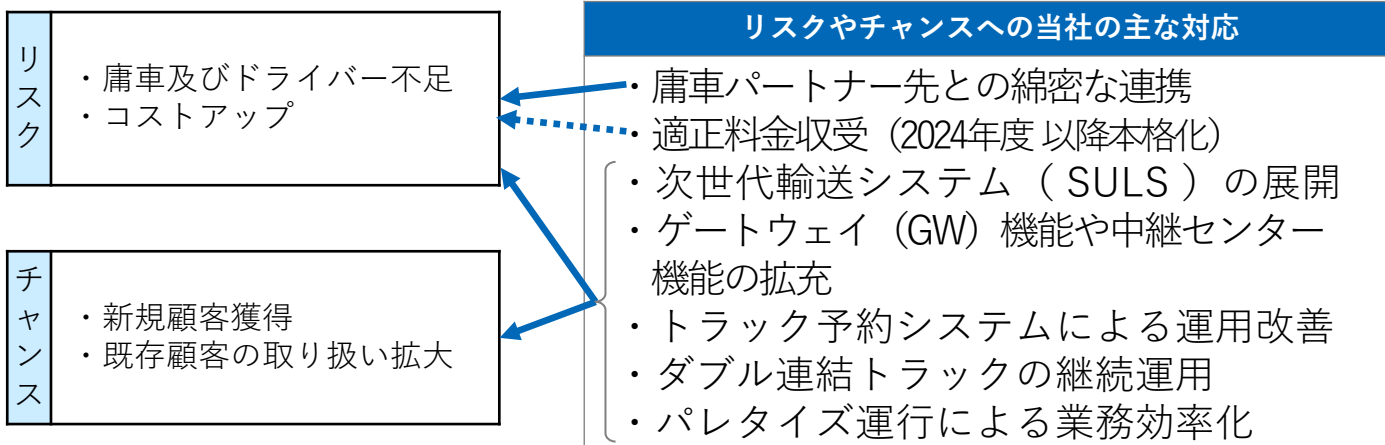 リスク
・庸車及びドライバー不足
・コストアップ
チャンス
・新規顧客獲得
・既存顧客の取り扱い拡大
リスクやチャンスへの当社の主な対応
・庸車パートナー先との綿密な連携
・適正料金収受（2024年度 以降本格化）
・次世代輸送システム（ SULS ）の展開
・ゲートウェイ（GW）機能や中継センター
機能の拡充
・トラック予約システムによる運用改善
・ダブル連結トラックの継続運用
・パレタイズ運行による業務効率化